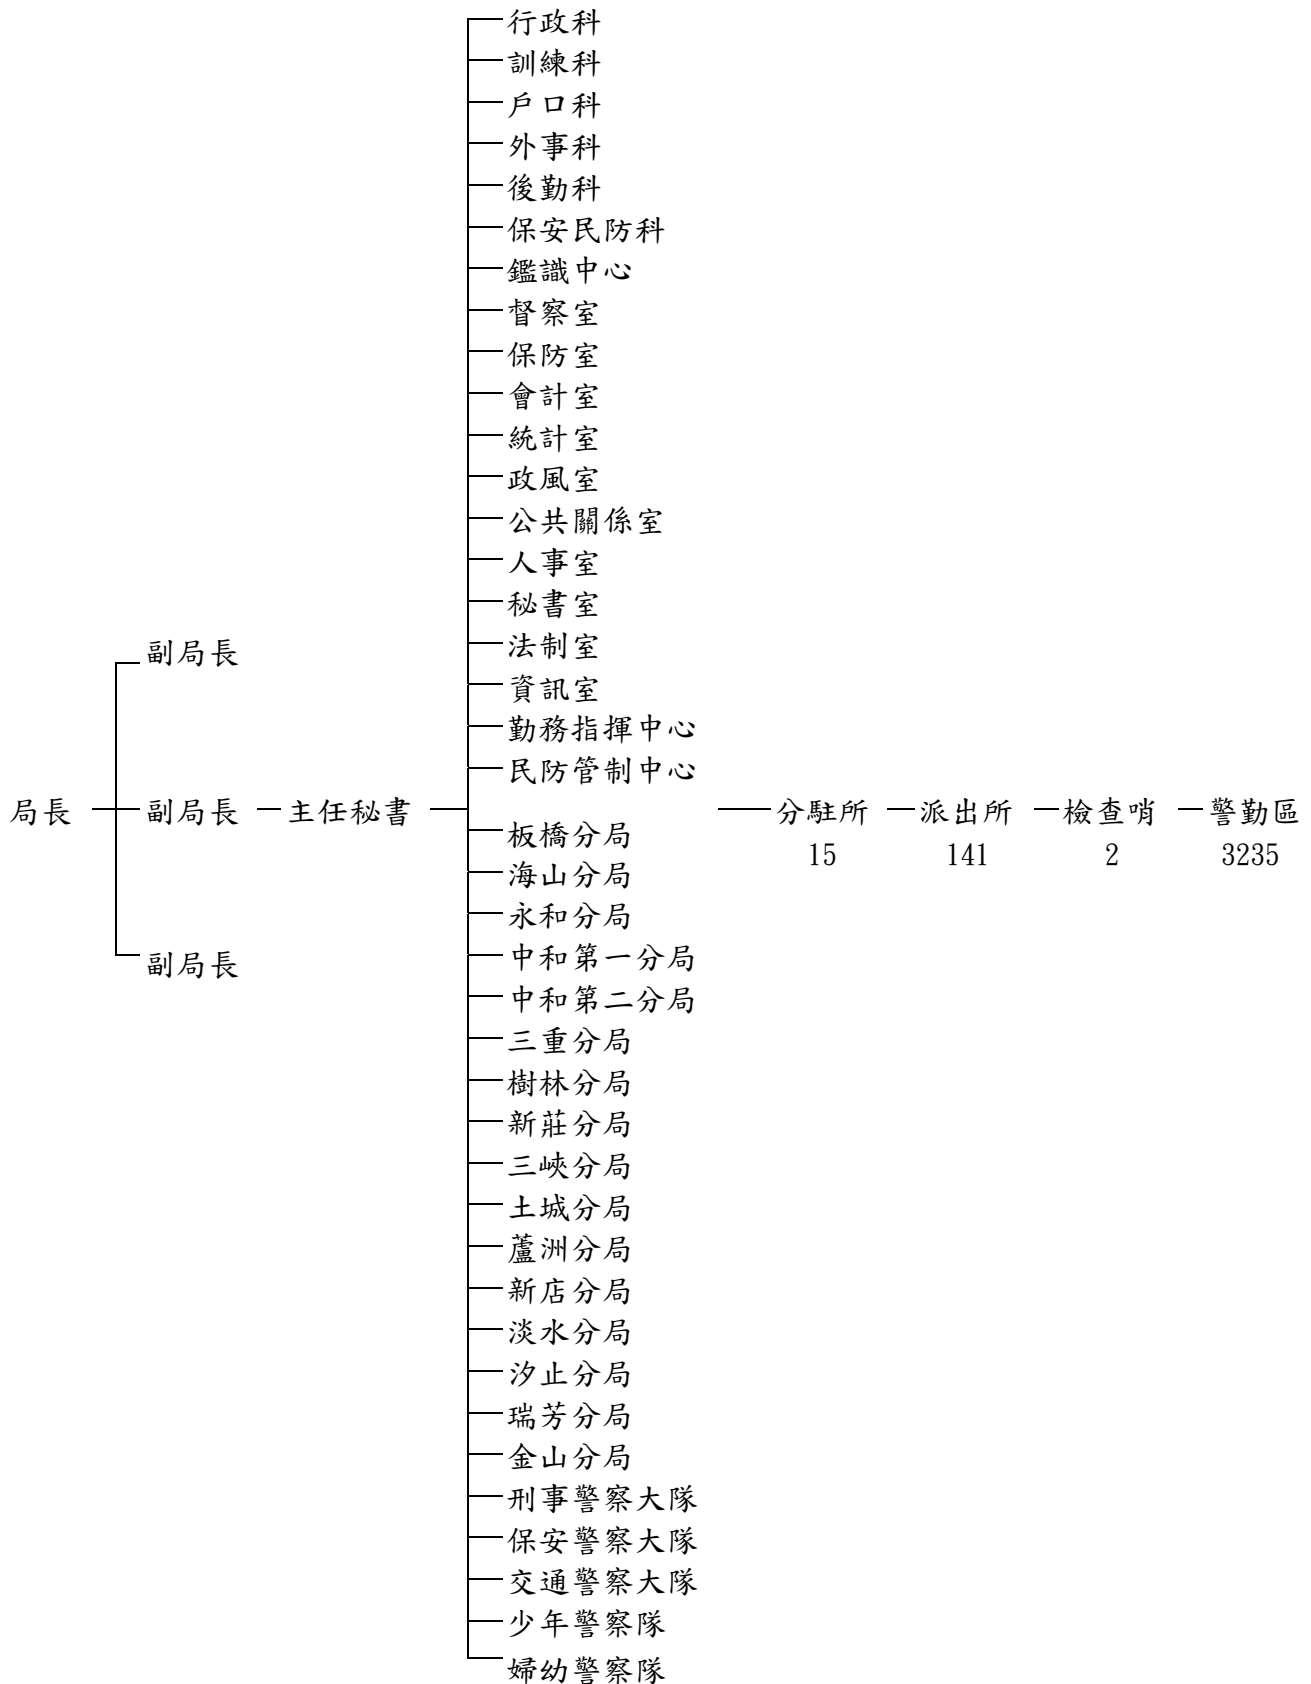 行政科
訓練科
戶口科
外事科
後勤科
保安民防科
鑑識中心
督察室
保防室
會計室
統計室
政風室
公共關係室
人事室
秘書室
法制室
副局長
資訊室
勤務指揮中心
民防管制中心
局長 副局長 主任秘書 分駐所 派出所 檢查哨 警勤區
板橋分局
15 141 2 3235
海山分局
永和分局
中和第一分局
副局長
中和第二分局
三重分局
樹林分局
新莊分局
三峽分局
土城分局
蘆洲分局
新店分局
淡水分局
汐止分局
瑞芳分局
金山分局
刑事警察大隊
保安警察大隊
交通警察大隊
少年警察隊
婦幼警察隊